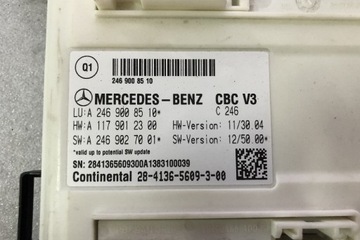 Q1
246 900 85 10
MERCEDES-BENZ CBC V3
LU:A 246 900 85 10* C 246
HW:A 117 901 23 00 HW-Version: 11/30.04
SW:A 246 902 70 01* SW-Version: 12/50.00*
*valid up to potential SW update
SN: 2841365609300A1383100039
Continental 28-4136-5609-3-00